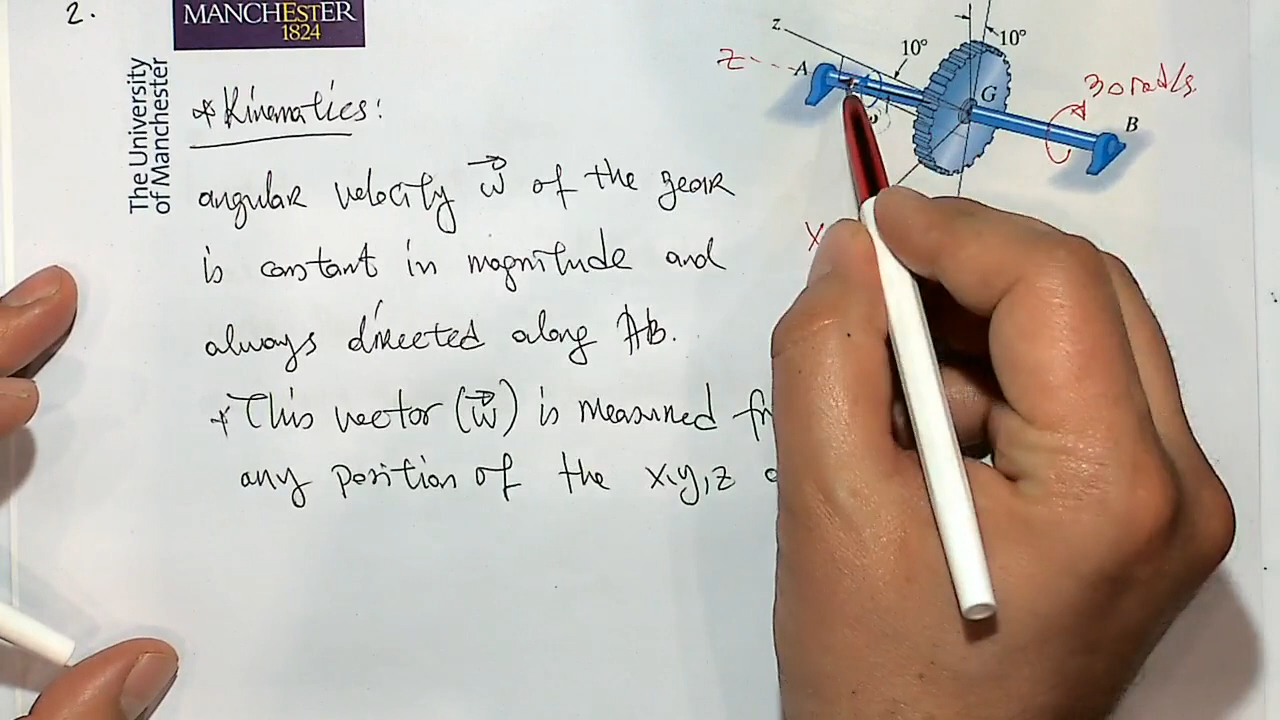 2.
MANCHESTER
1824
The University
of Manchester
* Kinematics:
angular velocity ω of the gear
is constant in magnitude and
always directed along AB.
* This vector (ω) is measured
any position of the x,y,z
z
Z
A
10°
10°
G
B
30 rad/s
ω
X